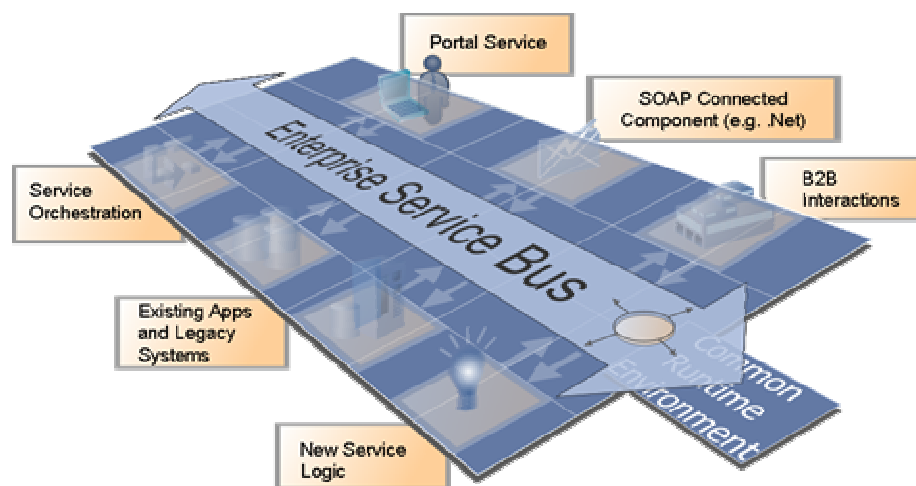 Portal Service
SOAP Connected
Component (e.g. .Net)
B2B
Interactions
Enterprise Service Bus
Service
Orchestration
Existing Apps
and Legacy
Systems
New Service
Logic
Common
Runtime
Environment